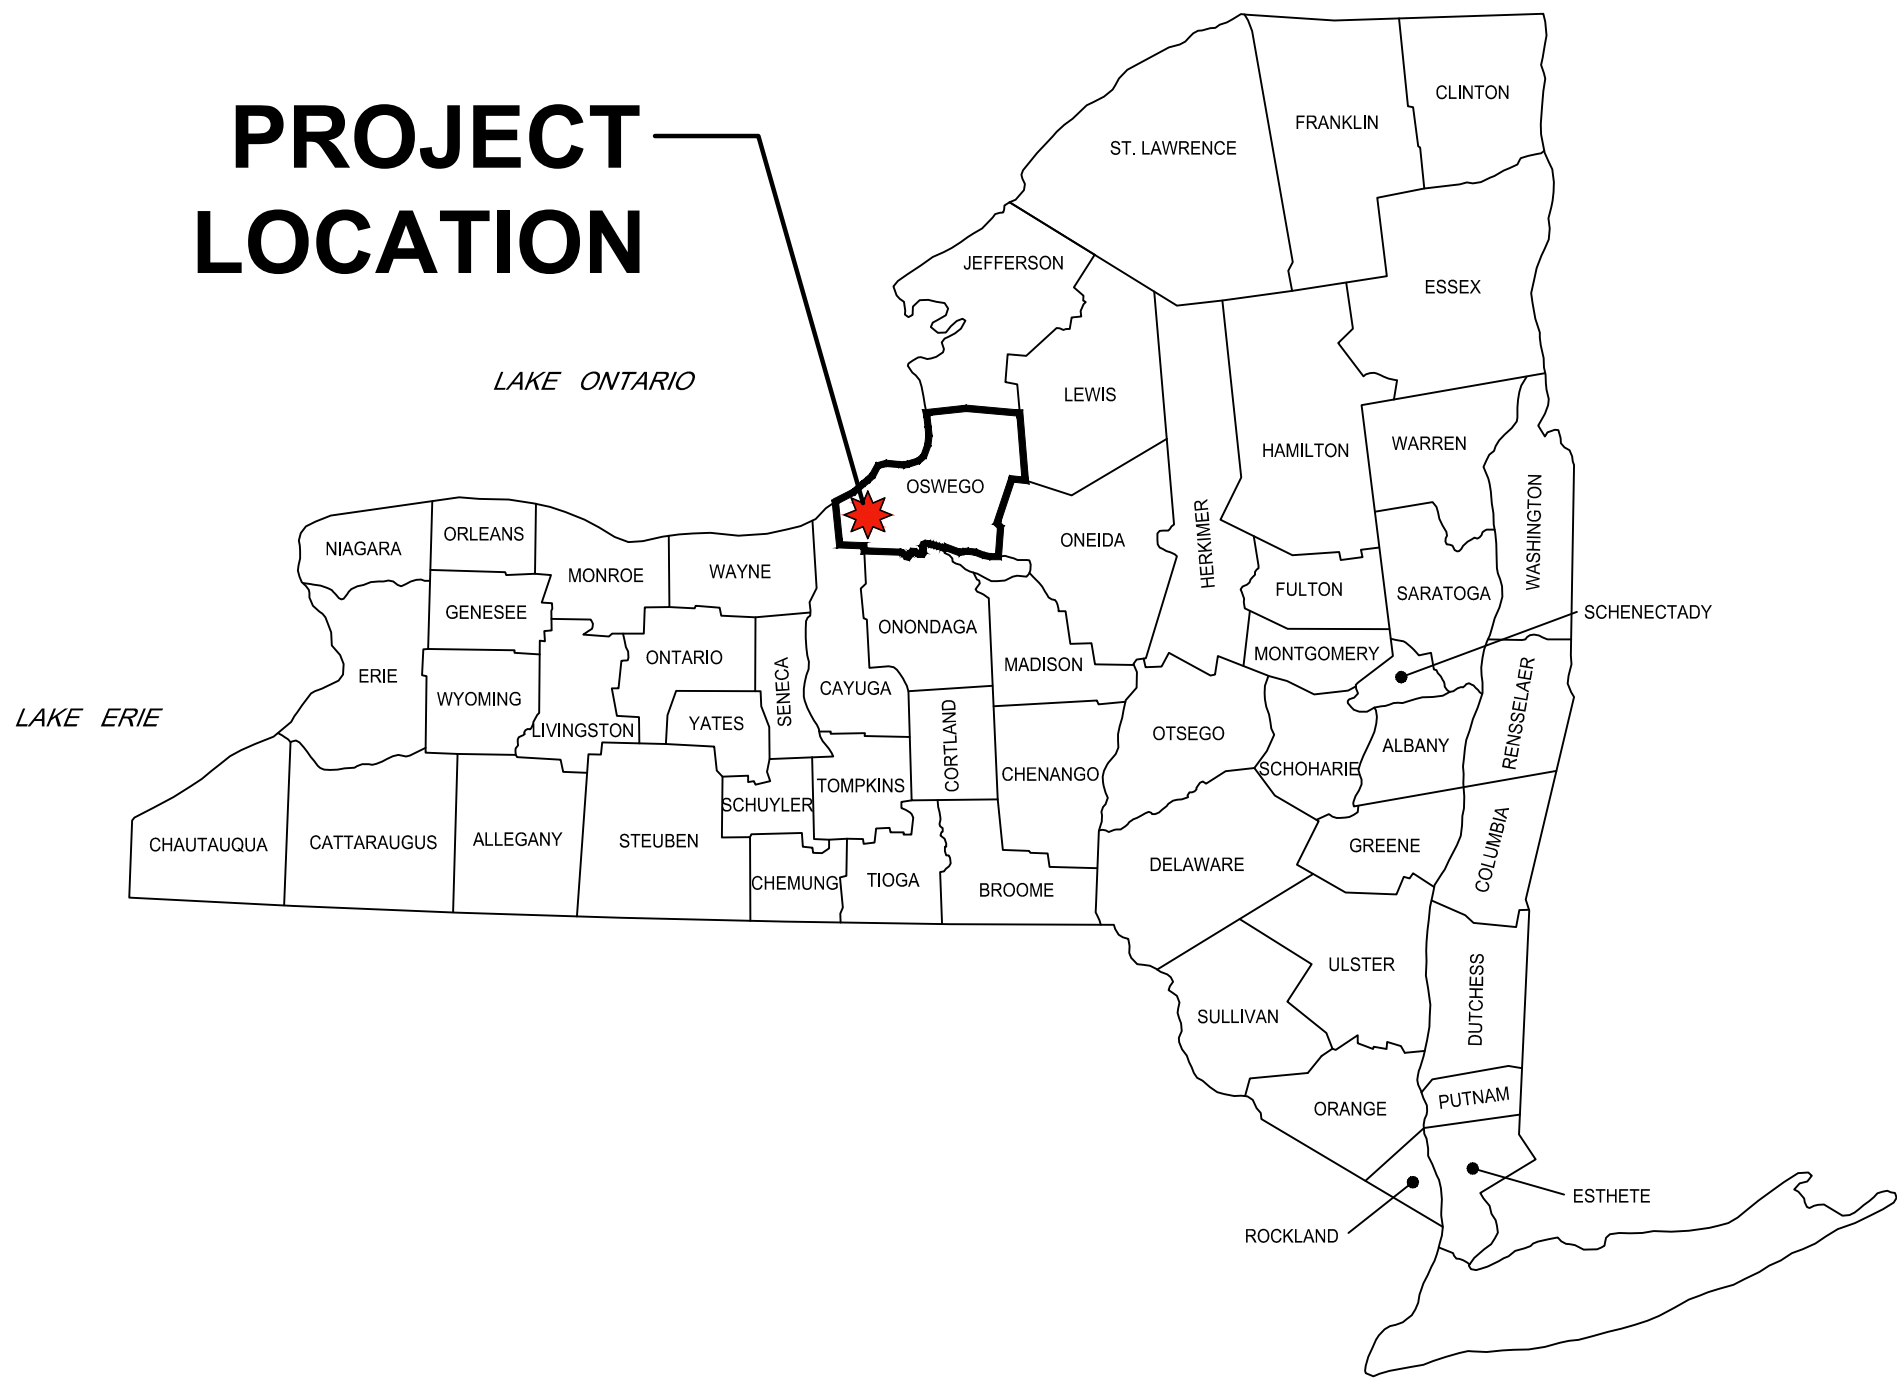 PROJECT
LOCATION
CLINTON
FRANKLIN
ST. LAWRENCE
JEFFERSON
ESSEX
LAKE ONTARIO
LEWIS
WARREN
HAMILTON
OSWEGO
WASHINGTON
ORLEANS
NIAGARA
ONEIDA
HERKIMER
MONROE
WAYNE
FULTON
SARATOGA
GENESEE
SCHENECTADY
ONONDAGA
MONTGOMERY
ONTARIO
MADISON
ERIE
CAYUGA
SENECA
WYOMING
RENSSELAER
LAKE ERIE
YATES
LIVINGSTON
OTSEGO
ALBANY
CORTLAND
SCHOHARIE
CHENANGO
TOMPKINS
SCHUYLER
CHAUTAUQUA
CATTARAUGUS
ALLEGANY
STEUBEN
GREENE
COLUMBIA
DELAWARE
CHEMUNG
TIOGA
BROOME
ULSTER
DUTCHESS
SULLIVAN
PUTNAM
ORANGE
ESTHETE
ROCKLAND